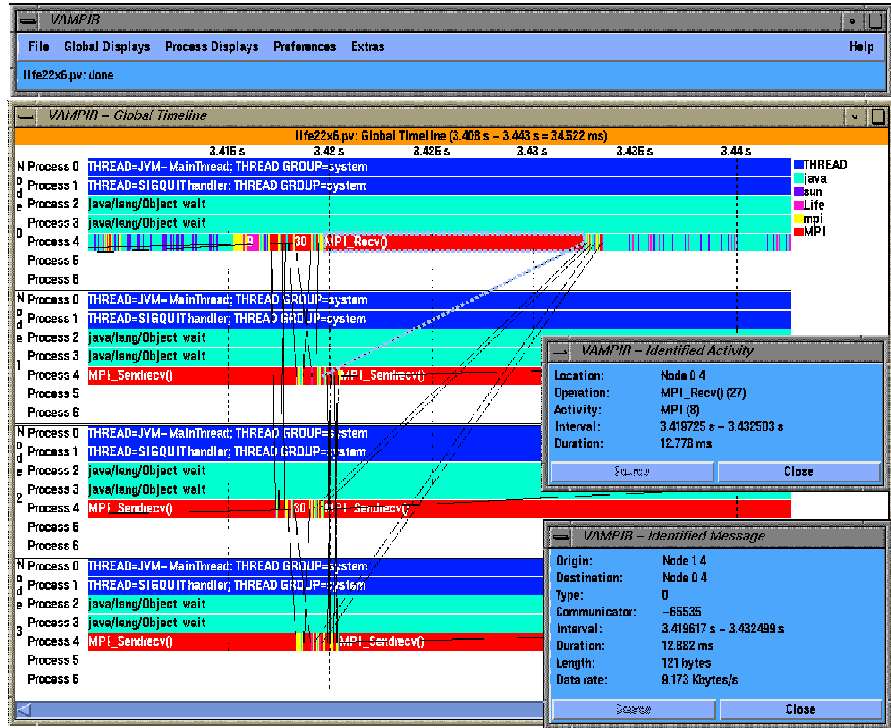 VAMPIR
File Global Displays Process Displays Preferences Extras Help
life22x6.pv: done
VAMPIR – Global Timeline
life22x6.pv: Global Timeline (3.408 s – 3.443 s = 34.522 ms)
3.415 s 3.42 s 3.425 s 3.43 s 3.435 s 3.44 s
Node 0
Process 0 THREAD=JVM-MainThread; THREAD GROUP=system
Process 1 THREAD=SIGQUIThandler; THREAD GROUP=system
Process 2 java/lang/Object wait
Process 3 java/lang/Object wait
Process 4 9 30 MPI_Recv()
Process 5
Process 6
THREAD
java
sun
Life
mpi
MPI
Node 1
Process 0 THREAD=JVM-MainThread; THREAD GROUP=system
Process 1 THREAD=SIGQUIThandler; THREAD GROUP=system
Process 2 java/lang/Object wait
Process 3 java/lang/Object wait
Process 4 MPI_Sendrecv() MPI_Sendrecv()
Process 5
Process 6
Node 2
Process 0 THREAD=JVM-MainThread; THREAD GROUP=system
Process 1 THREAD=SIGQUIThandler; THREAD GROUP=system
Process 2 java/lang/Object wait
Process 3 java/lang/Object wait
Process 4 MPI_Sendrecv() 30 MPI_Sendrecv()
Process 5
Process 6
Node 3
Process 0 THREAD=JVM-MainThread; THREAD GROUP=system
Process 1 THREAD=SIGQUIThandler; THREAD GROUP=system
Process 2 java/lang/Object wait
Process 3 java/lang/Object wait
Process 4 MPI_Sendrecv() MPI_Sendrecv()
Process 5
Process 6
VAMPIR – Identified Activity
Location: Node 0 4
Operation: MPI_Recv() (27)
Activity: MPI (8)
Interval: 3.419725 s – 3.432503 s
Duration: 12.778 ms
Source Close
VAMPIR – Identified Message
Origin: Node 1 4
Destination: Node 0 4
Type: 0
Communicator: -65535
Interval: 3.419617 s – 3.432499 s
Duration: 12.882 ms
Length: 121 bytes
Data rate: 9.173 Kbytes/s
Source Close